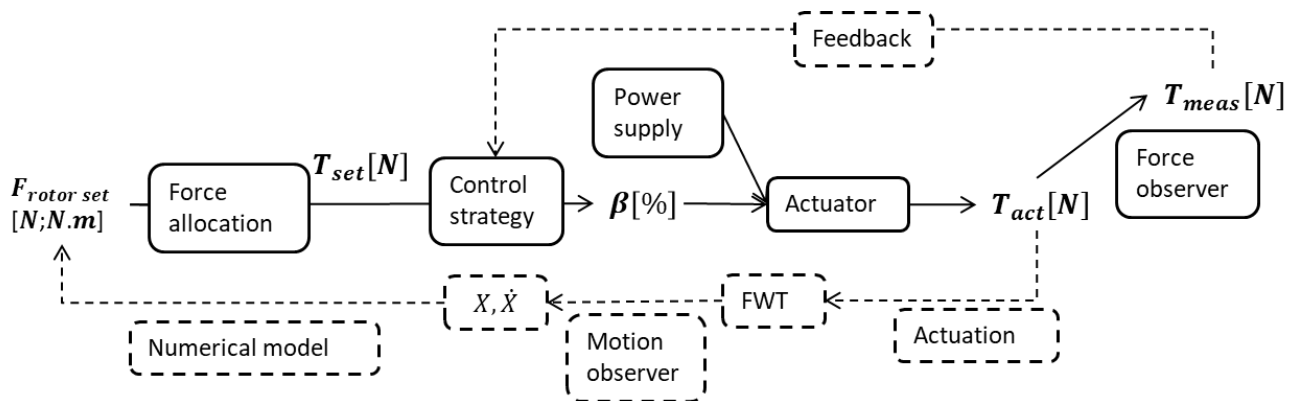 Feedback
Power
supply
T_meas[N]
F_rotor set
[N;N.m]
Force
allocation
T_set[N]
Control
strategy
β[%]
Actuator
T_act[N]
Force
observer
X, Ẋ
FWT
Numerical model
Motion
observer
Actuation